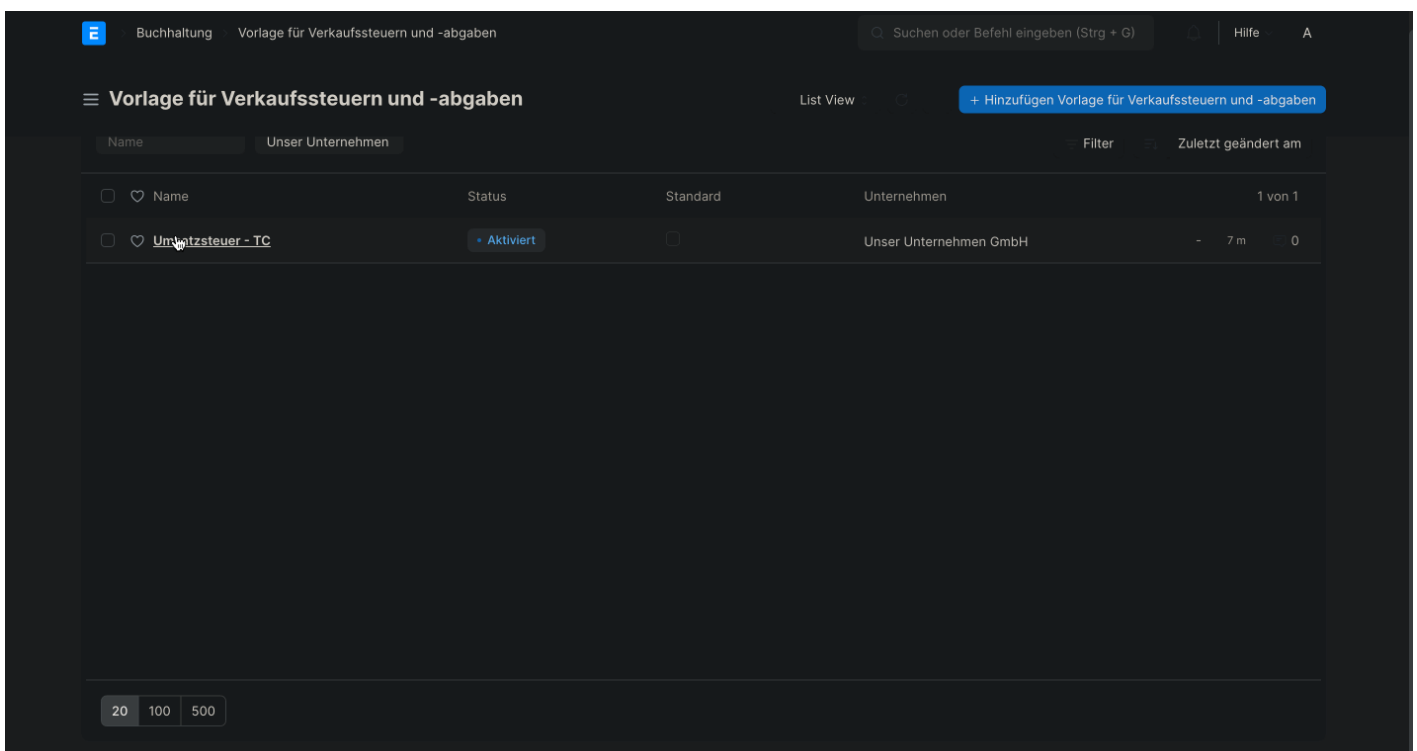 E Buchhaltung Vorlage für Verkaufssteuern und -abgaben Suchen oder Befehl eingeben (Strg + G) Hilfe A
Vorlage für Verkaufssteuern und -abgaben List View + Hinzufügen Vorlage für Verkaufssteuern und -abgaben
Name Unser Unternehmen Filter Zuletzt geändert am
Name Status Standard Unternehmen 1 von 1
Umsatzsteuer - TC Aktiviert Unser Unternehmen GmbH - 7 m 0
20 100 500